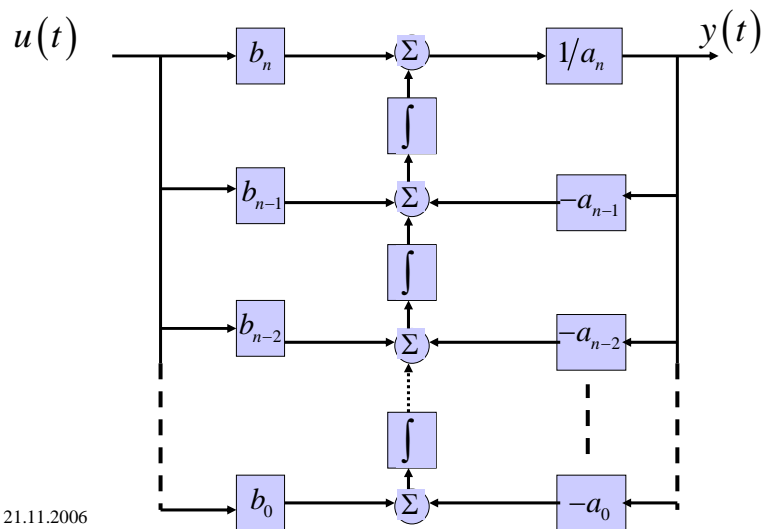 u(t) b_n Σ 1/a_n y(t)
∫
b_{n-1} Σ -a_{n-1}
∫
b_{n-2} Σ -a_{n-2}
∫
b_0 Σ -a_0
21.11.2006